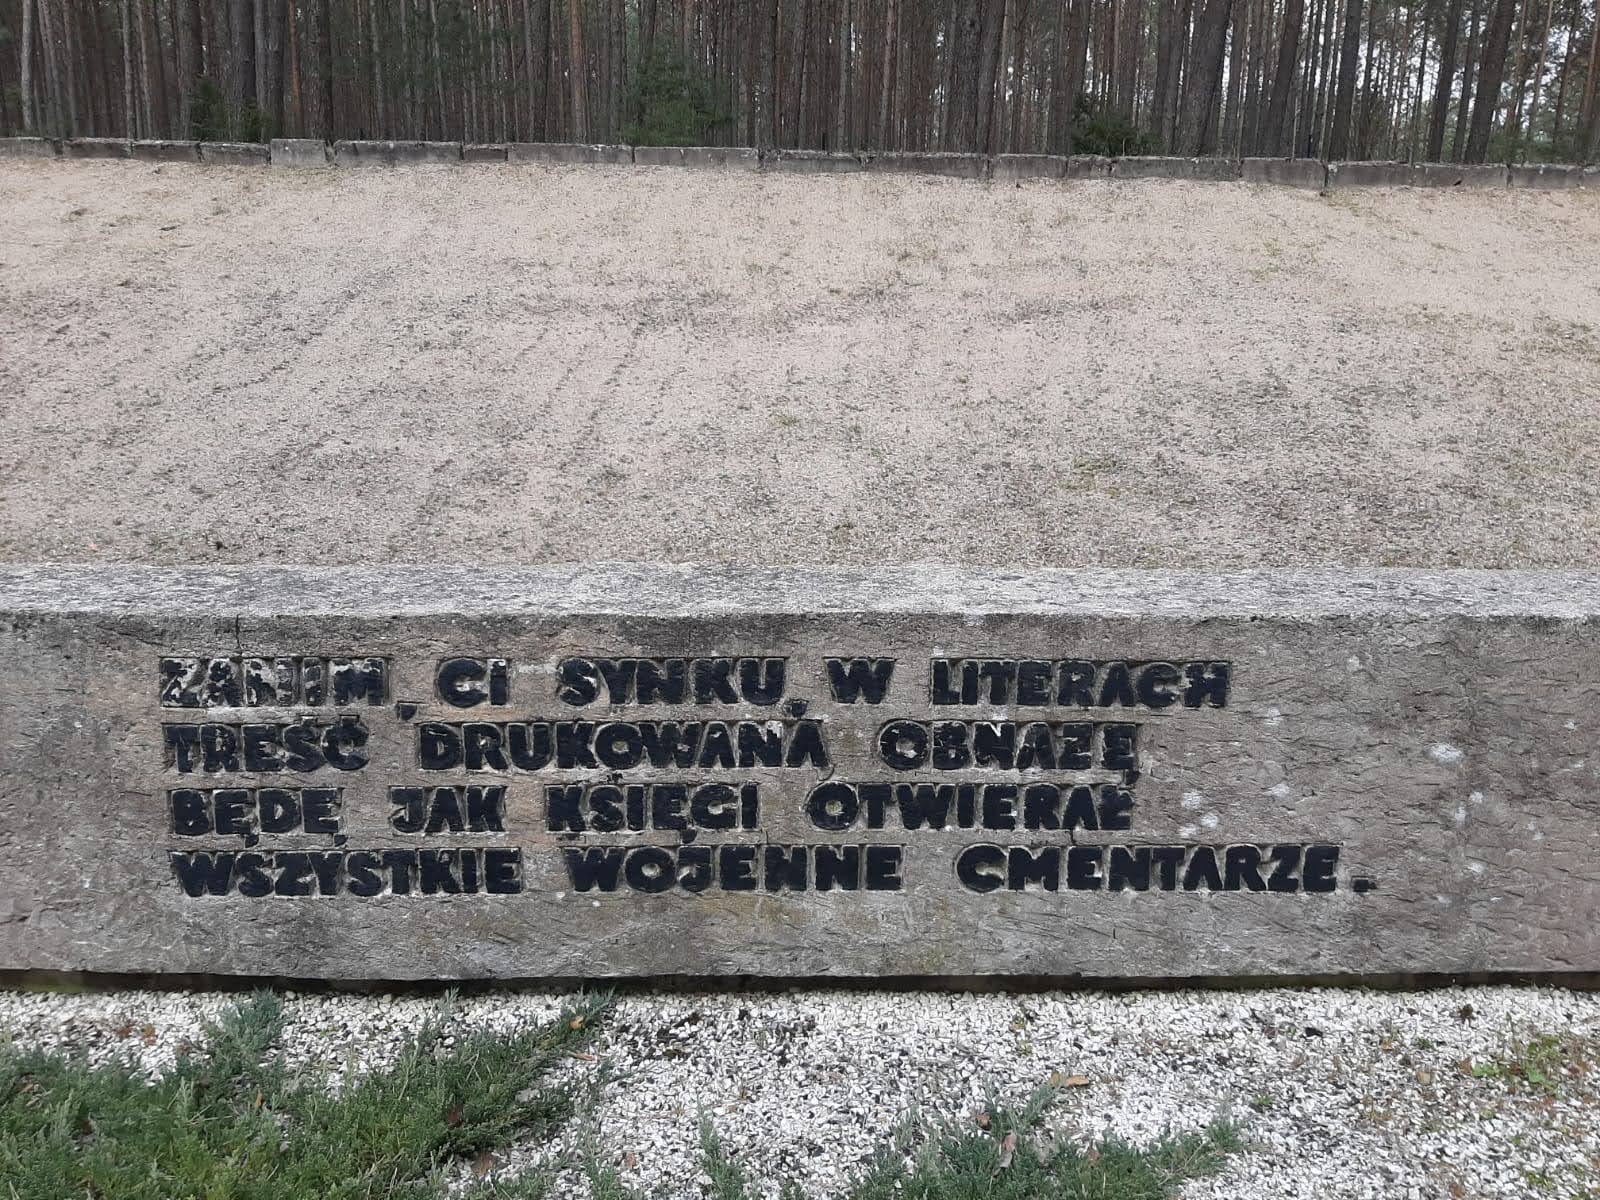 ZANIM, CI SYNKU, W LITERACH
TREŚĆ DRUKOWANĄ OBNAŻĘ
BĘDĘ JAK KSIĘGI OTWIERAŁ
WSZYSTKIE WOJENNE CMENTARZE.